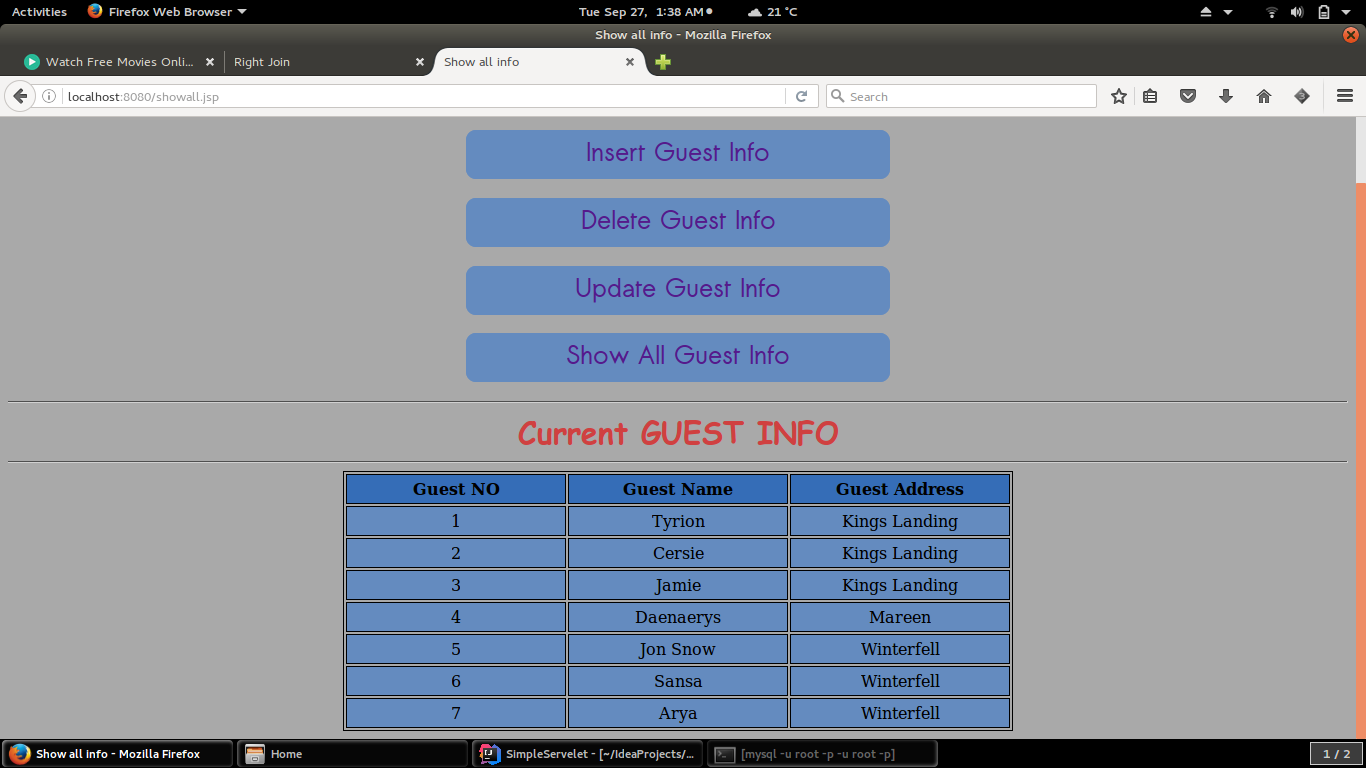 Activities Firefox Web Browser Tue Sep 27, 1:38 AM 21 °C
Show all info - Mozilla Firefox
Watch Free Movies Onli... Right Join Show all info
localhost:8080/showall.jsp Search
Insert Guest Info
Delete Guest Info
Update Guest Info
Show All Guest Info
Current GUEST INFO
Guest NO Guest Name Guest Address
1 Tyrion Kings Landing
2 Cersie Kings Landing
3 Jamie Kings Landing
4 Daenaerys Mareen
5 Jon Snow Winterfell
6 Sansa Winterfell
7 Arya Winterfell
Show all info - Mozilla Firefox Home SimpleServelet - [~/IdeaProjects/... [mysql -u root -p -u root -p] 1 / 2